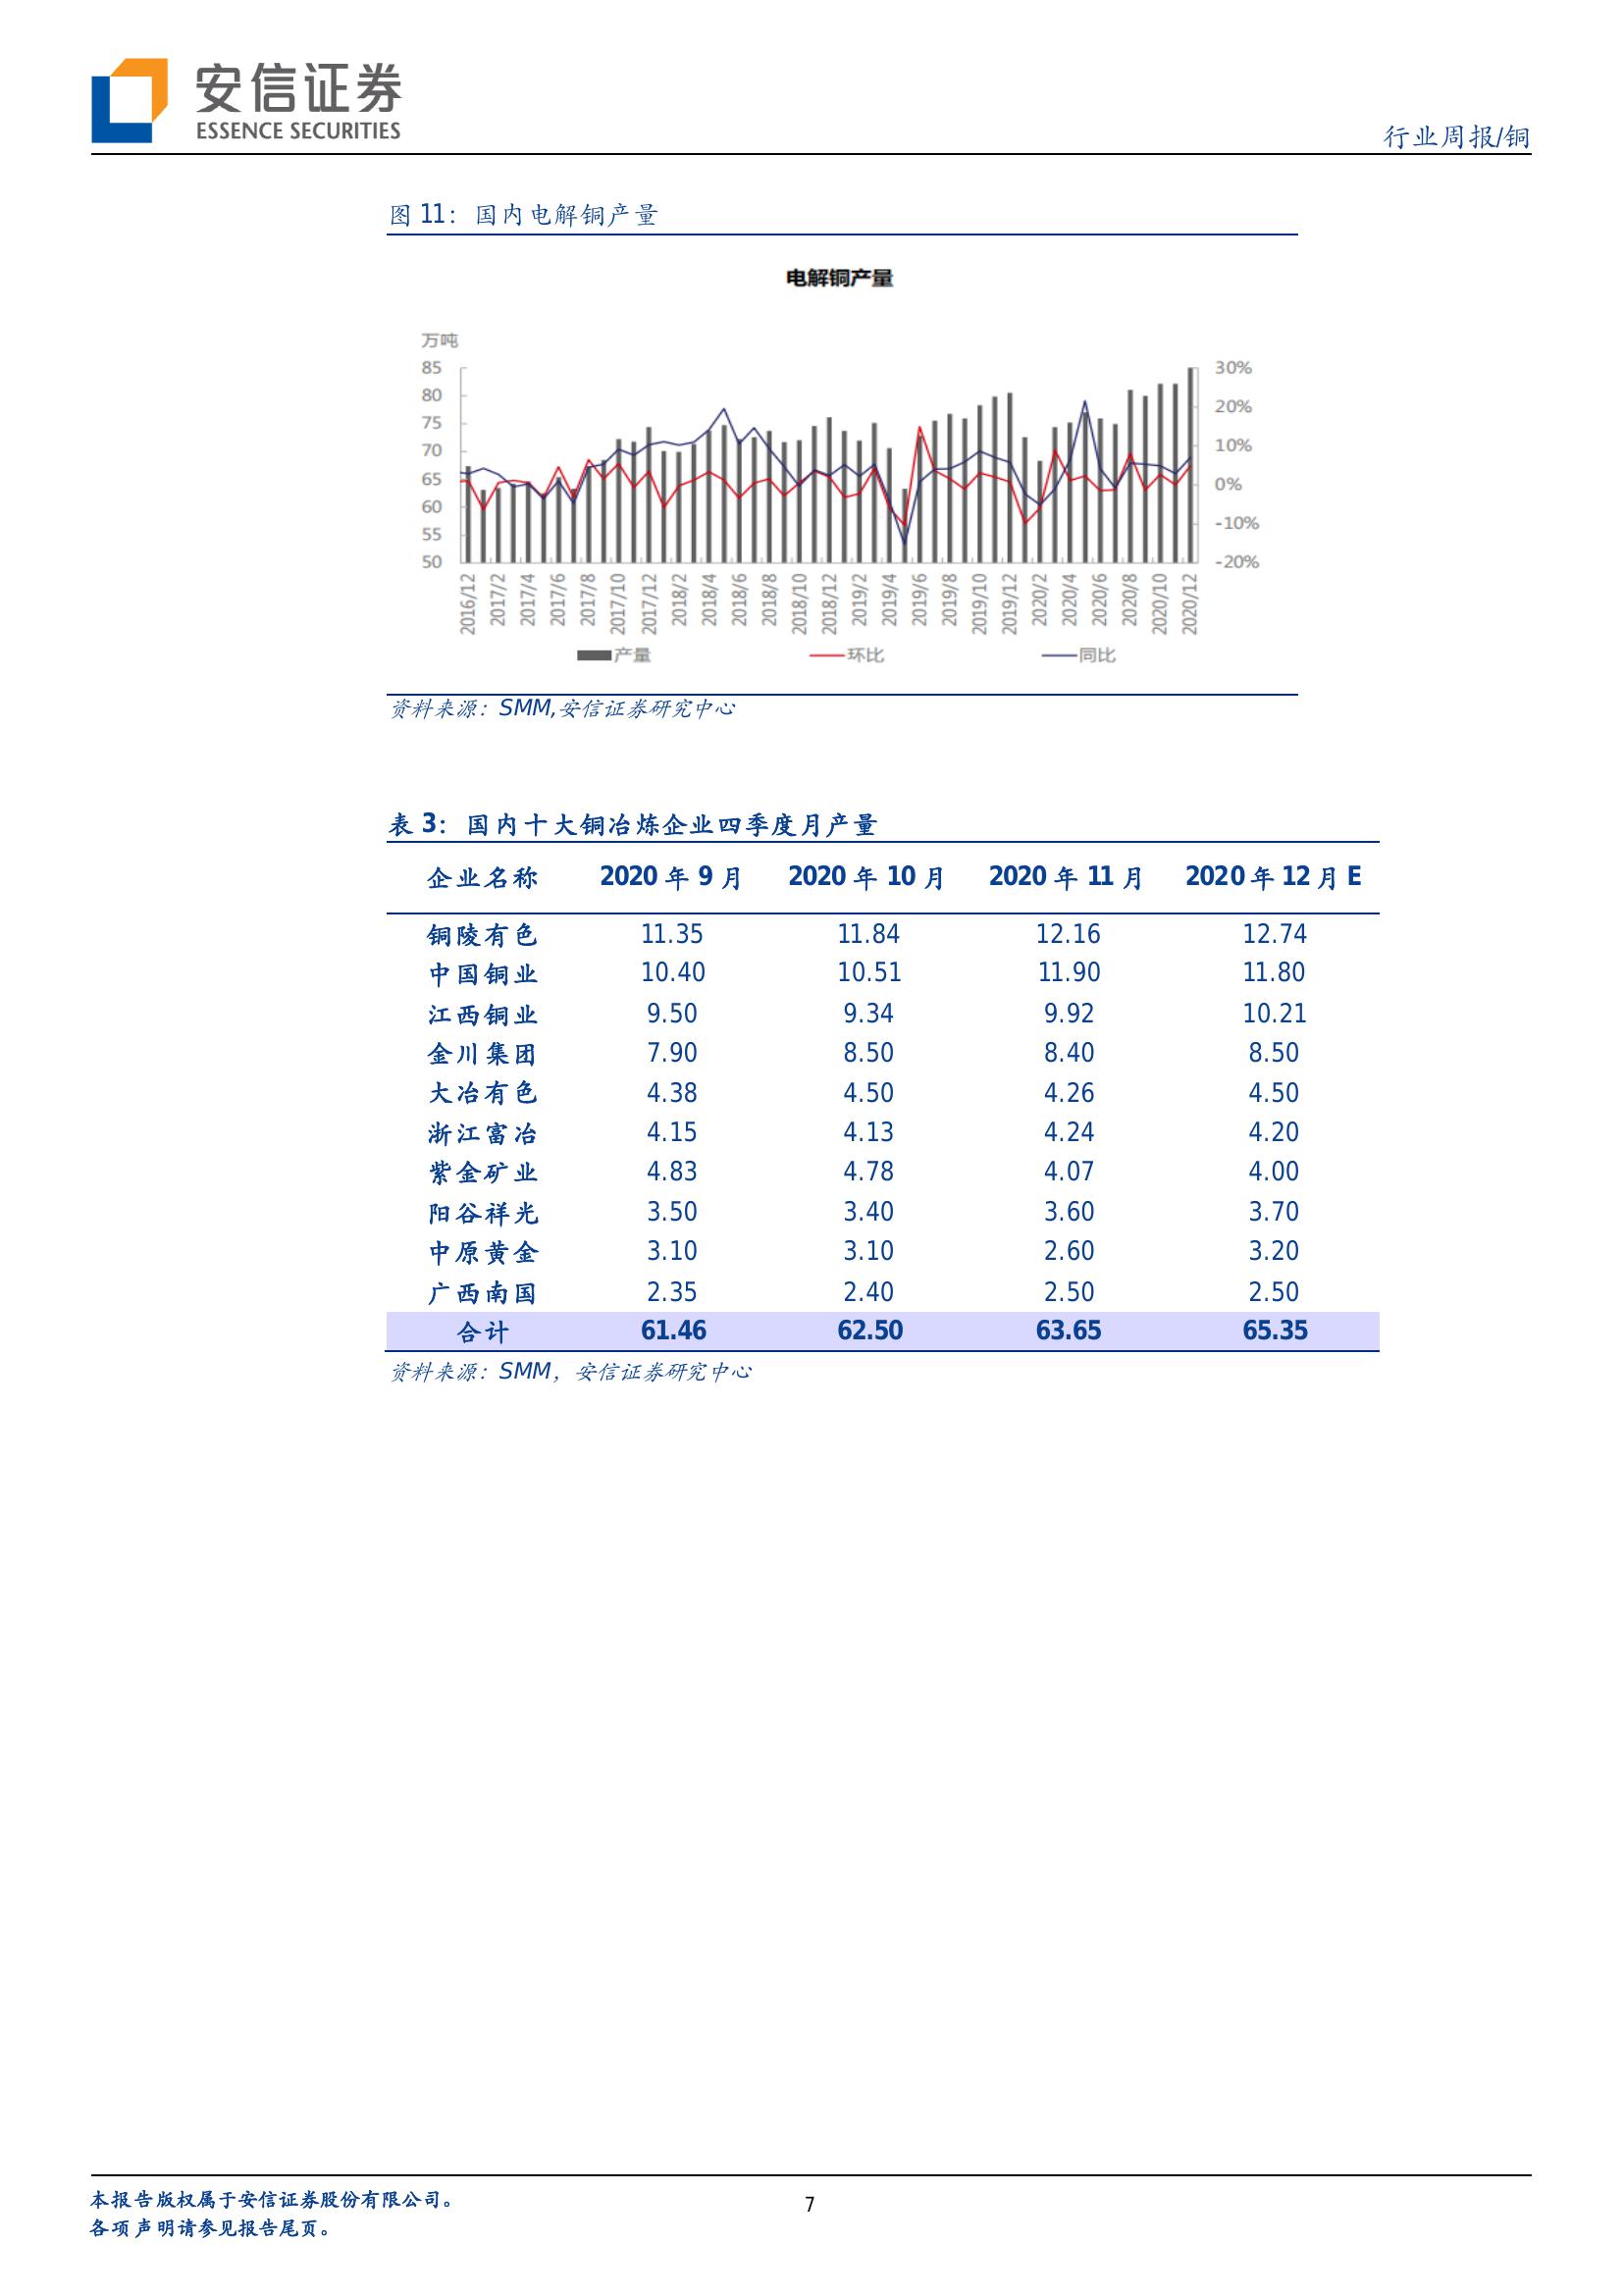 安信证券
ESSENCE SECURITIES
行业周报/铜
图 11：国内电解铜产量
电解铜产量
万吨
85
80
75
70
65
60
55
50
30%
20%
10%
0%
-10%
-20%
2016/12
2017/2
2017/4
2017/6
2017/8
2017/10
2017/12
2018/2
2018/4
2018/6
2018/8
2018/10
2018/12
2019/2
2019/4
2019/6
2019/8
2019/10
2019/12
2020/2
2020/4
2020/6
2020/8
2020/10
2020/12
产量 环比 同比
资料来源：SMM,安信证券研究中心
表 3：国内十大铜冶炼企业四季度月产量
企业名称 2020 年 9 月 2020 年 10 月 2020 年 11 月 2020 年 12 月 E
铜陵有色 11.35 11.84 12.16 12.74
中国铜业 10.40 10.51 11.90 11.80
江西铜业 9.50 9.34 9.92 10.21
金川集团 7.90 8.50 8.40 8.50
大冶有色 4.38 4.50 4.26 4.50
浙江富冶 4.15 4.13 4.24 4.20
紫金矿业 4.83 4.78 4.07 4.00
阳谷祥光 3.50 3.40 3.60 3.70
中原黄金 3.10 3.10 2.60 3.20
广西南国 2.35 2.40 2.50 2.50
合计 61.46 62.50 63.65 65.35
资料来源：SMM，安信证券研究中心
本报告版权属于安信证券股份有限公司。
各项声明请参见报告尾页。
7